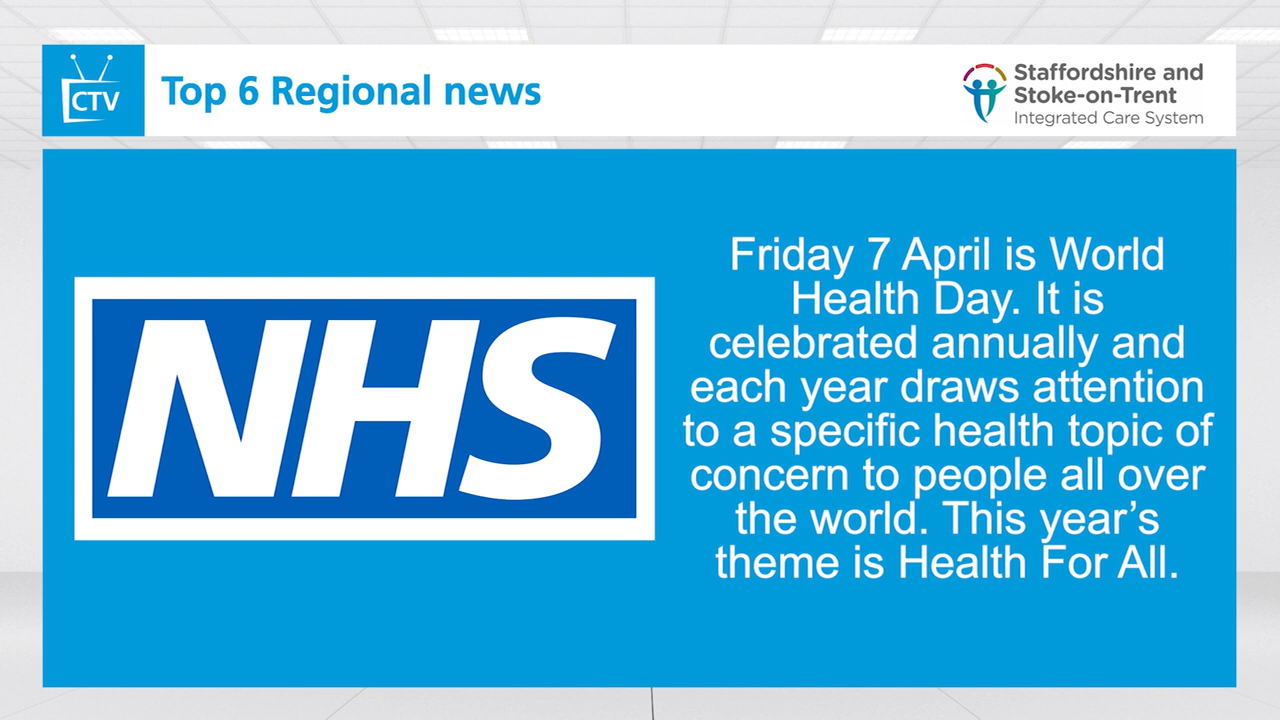 CTV
Top 6 Regional news
Staffordshire and
Stoke-on-Trent
Integrated Care System
NHS
Friday 7 April is World
Health Day. It is
celebrated annually and
each year draws attention
to a specific health topic of
concern to people all over
the world. This year’s
theme is Health For All.